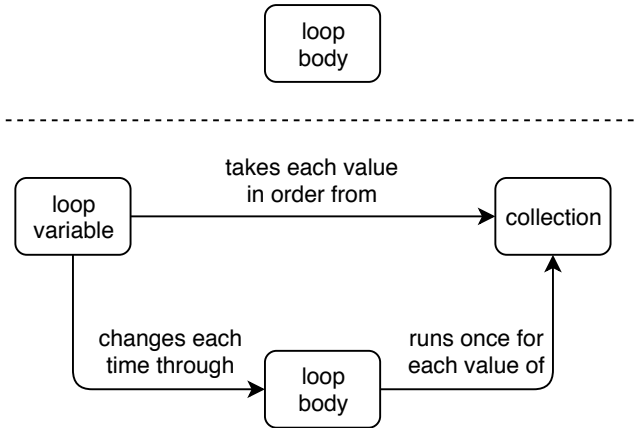 loop
body
takes each value
in order from
loop
variable
collection
changes each
time through
runs once for
each value of
loop
body